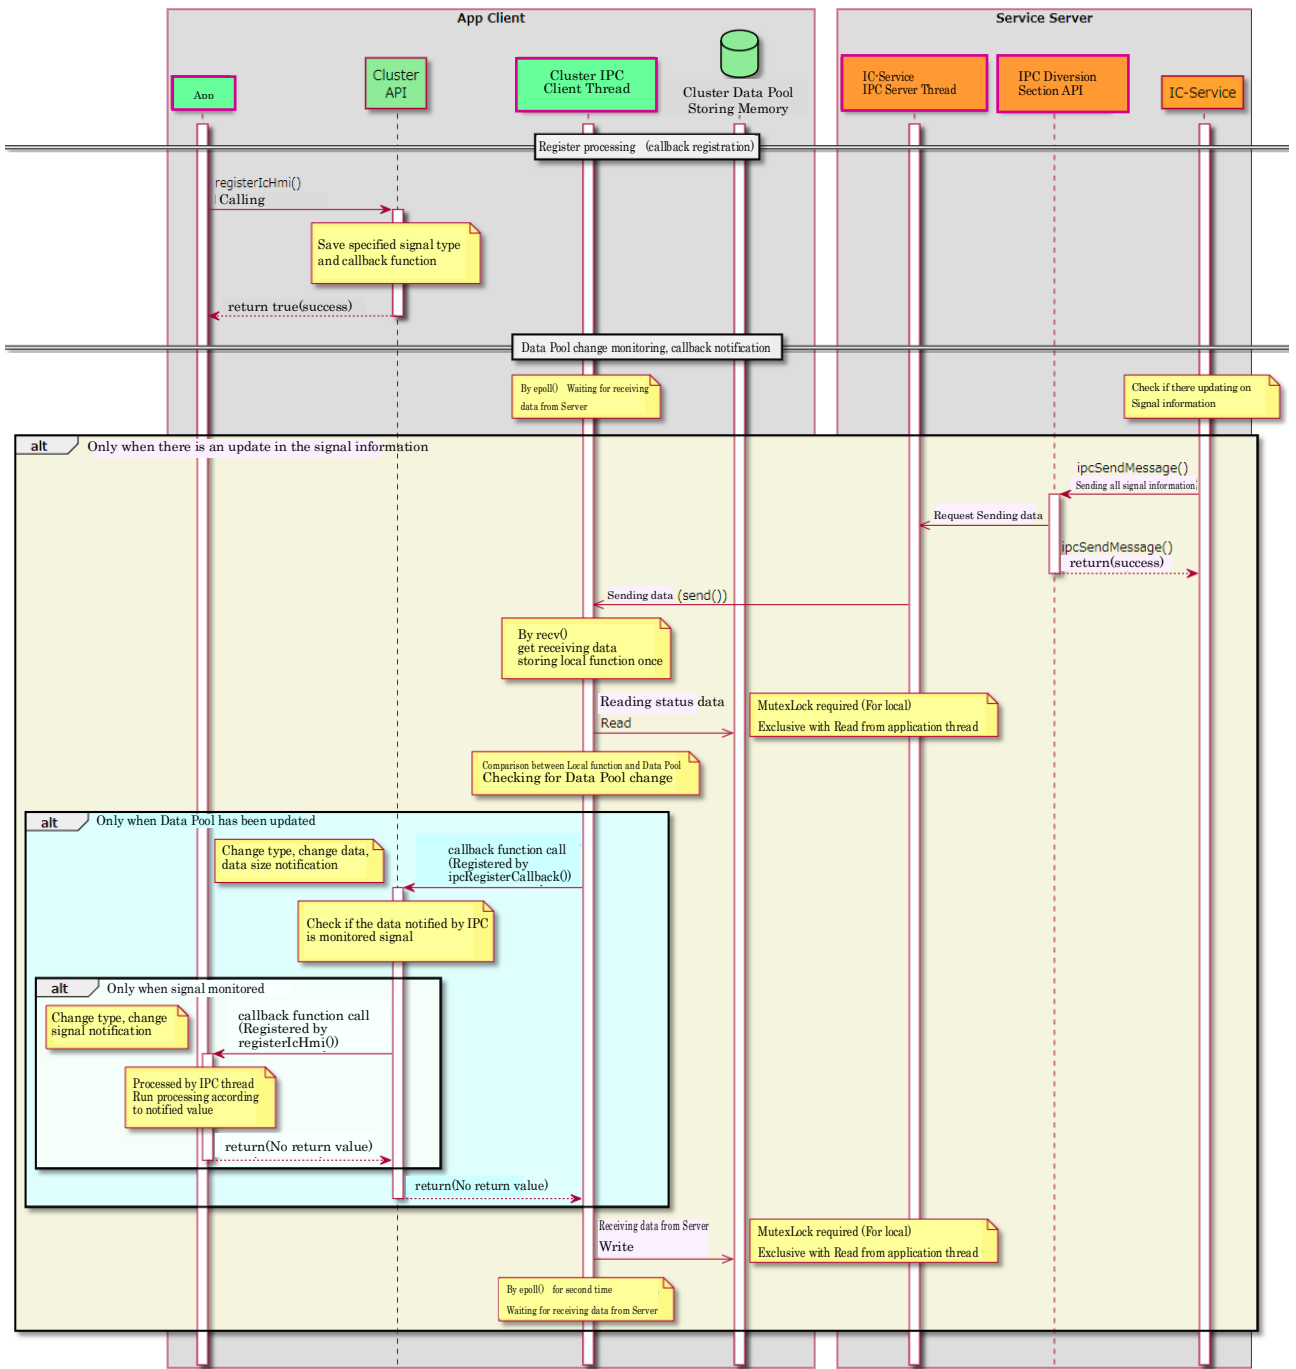 App Client
Service Server
App
Cluster
API
Cluster IPC
Client Thread
Cluster Data Pool
Storing Memory
IC-Service
IPC Server Thread
IPC Diversion
Section API
IC-Service
Register processing (callback registration)
registerIcHmi()
Calling
Save specified signal type
and callback function
return true(success)
Data Pool change monitoring, callback notification
By epoll() Waiting for receiving
data from Server
Check if there updating on
Signal information
alt Only when there is an update in the signal information
ipcSendMessage()
Sending all signal information
Request Sending data
ipcSendMessage()
return(success)
Sending data (send())
By recv()
get receiving data
storing local function once
Reading status data
Read
MutexLock required (For local)
Exclusive with Read from application thread
Comparison between Local function and Data Pool
Checking for Data Pool change
alt Only when Data Pool has been updated
Change type, change data,
data size notification
callback function call
(Registered by
ipcRegisterCallback())
Check if the data notified by IPC
is monitored signal
alt Only when signal monitored
Change type, change
signal notification
callback function call
(Registered by
registerIcHmi())
Processed by IPC thread
Run processing according
to notified value
return(No return value)
return(No return value)
Receiving data from Server
Write
MutexLock required (For local)
Exclusive with Read from application thread
By epoll() for second time
Waiting for receiving data from Server